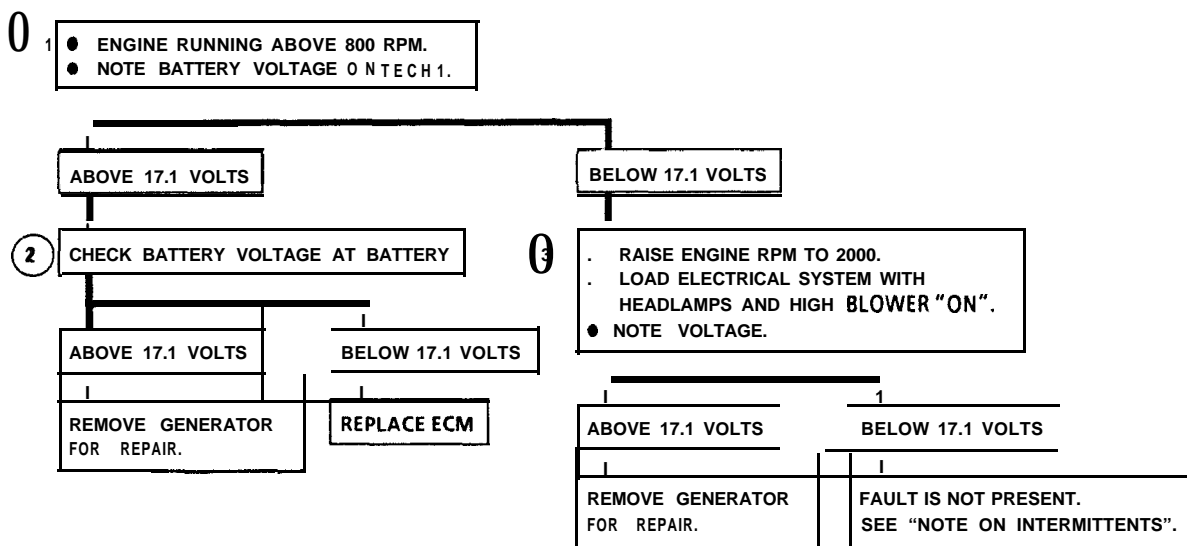 1
● ENGINE RUNNING ABOVE 800 RPM.
● NOTE BATTERY VOLTAGE ON TECH 1.
ABOVE 17.1 VOLTS
BELOW 17.1 VOLTS
2
CHECK BATTERY VOLTAGE AT BATTERY
3
. RAISE ENGINE RPM TO 2000.
. LOAD ELECTRICAL SYSTEM WITH
HEADLAMPS AND HIGH BLOWER "ON".
● NOTE VOLTAGE.
ABOVE 17.1 VOLTS
BELOW 17.1 VOLTS
REMOVE GENERATOR
FOR REPAIR.
REPLACE ECM
ABOVE 17.1 VOLTS
BELOW 17.1 VOLTS
REMOVE GENERATOR
FOR REPAIR.
FAULT IS NOT PRESENT.
SEE “NOTE ON INTERMITTENTS”.